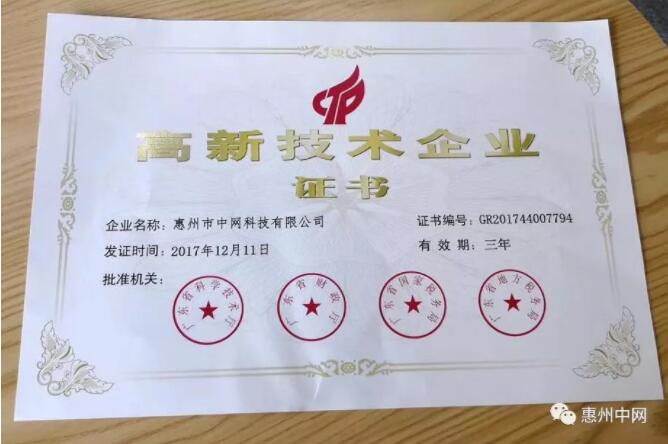 高新技术企业
证书
企业名称：惠州市中网科技有限公司
证书编号：GR201744007794
发证时间：2017年12月11日
有 效 期：三年
批准机关：
广东省科学技术厅
广东省财政厅
广东省国家税务局
广东省地方税务局
惠州中网